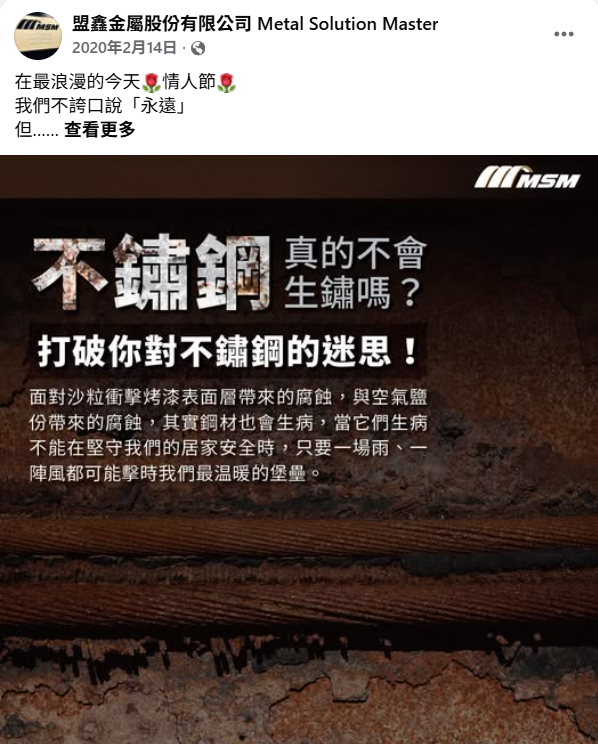 盟鑫金屬股份有限公司 Metal Solution Master
2020年2月14日 ·
在最浪漫的今天🌹情人節🌹
我們不誇口說「永遠」
但...... 查看更多
MSM
不鏽鋼 真的不會
生鏽嗎？
打破你對不鏽鋼的迷思！
面對沙粒衝擊烤漆表面層帶來的腐蝕，與空氣鹽
份帶來的腐蝕，其實鋼材也會生病，當它們生病
不能在堅守我們的居家安全時，只要一場雨、一
陣風都可能擊時我們最温暖的堡壘。